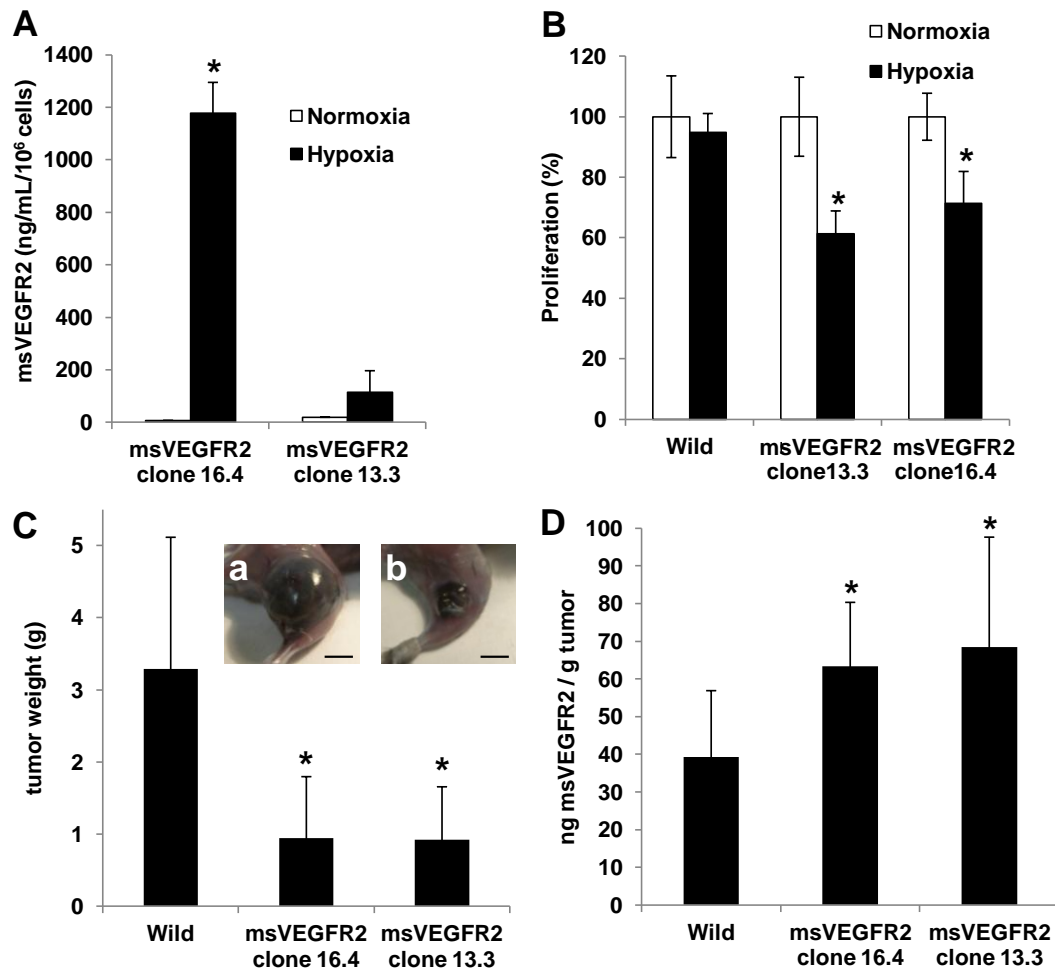 A
1400
1200
1000
800
600
400
200
0
msVEGFR2 (ng/mL/10⁶ cells)
*
Normoxia
Hypoxia
msVEGFR2
clone 16.4
msVEGFR2
clone 13.3
B
Normoxia
Hypoxia
120
100
80
60
40
20
0
Proliferation (%)
*
*
Wild
msVEGFR2
clone13.3
msVEGFR2
clone16.4
C
5
4
3
2
1
0
tumor weight (g)
a
b
*
*
Wild
msVEGFR2
clone 16.4
msVEGFR2
clone 13.3
D
100
90
80
70
60
50
40
30
20
10
0
ng msVEGFR2 / g tumor
*
*
Wild
msVEGFR2
clone 16.4
msVEGFR2
clone 13.3